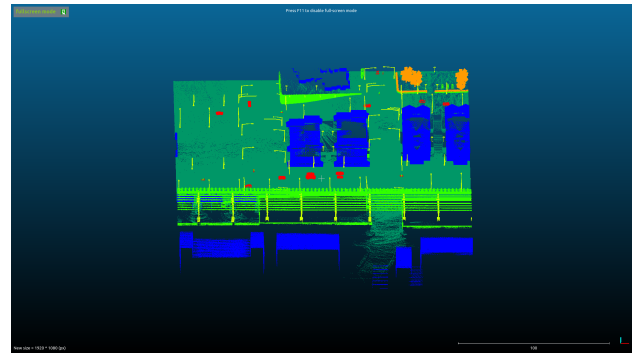 Fullscreen mode
Press F11 to disable full-screen mode
View size = 1920 * 1080 (px)
100